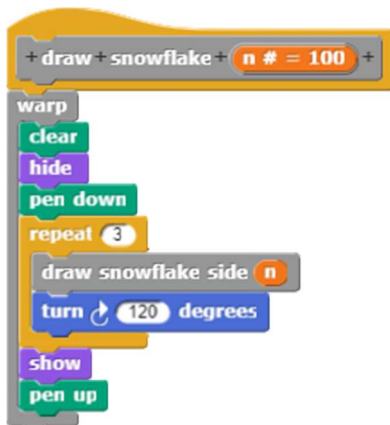 +draw+snowflake+ n # = 100 +
warp
clear
hide
pen down
repeat 3
draw snowflake side n
turn 120 degrees
show
pen up